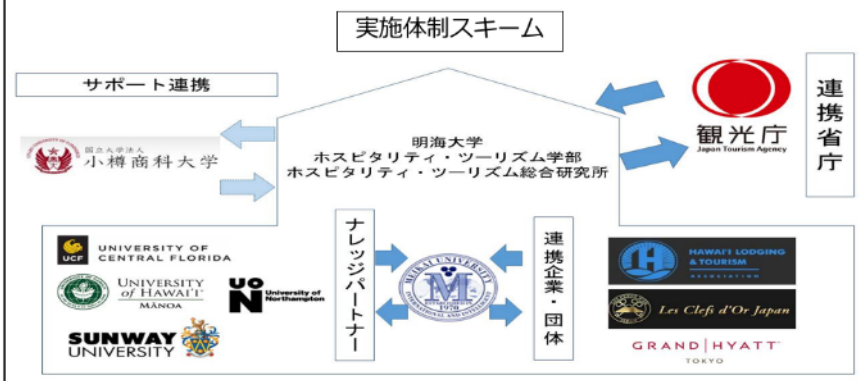 実施体制スキーム
サポート連携
国立大学法人
小樽商科大学
明海大学
ホスピタリティ・ツーリズム学部
ホスピタリティ・ツーリズム総合研究所
観光庁
Japan Tourism Agency
連携省庁
UCF
UNIVERSITY OF
CENTRAL FLORIDA
UNIVERSITY
of HAWAI'I
MĀNOA
UON
University of
Northampton
SUNWAY
UNIVERSITY
ナレッジパートナー
MEIKAI UNIVERSITY
M
ESTABLISHED IN
1970
連携企業・団体
H
HAWAI'I LODGING
& TOURISM
ASSOCIATION
Les Clefs d'Or Japan
GRAND HYATT
TOKYO